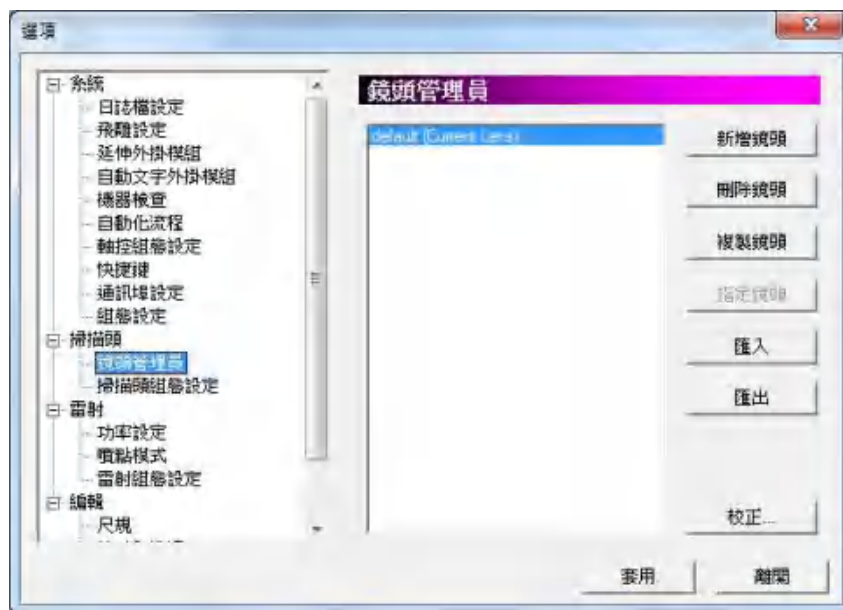 選項
系統
日誌檔設定
飛離設定
延伸外掛模組
自動文字外掛模組
機器檢查
自動化流程
軸控組態設定
快捷鍵
通訊埠設定
組態設定
掃描頭
鏡頭管理員
掃描頭組態設定
雷射
功率設定
噴點模式
雷射組態設定
編輯
尺規
鏡頭管理員
default (Current Lens)
新增鏡頭
刪除鏡頭
複製鏡頭
指定鏡頭
匯入
匯出
校正...
套用
離開